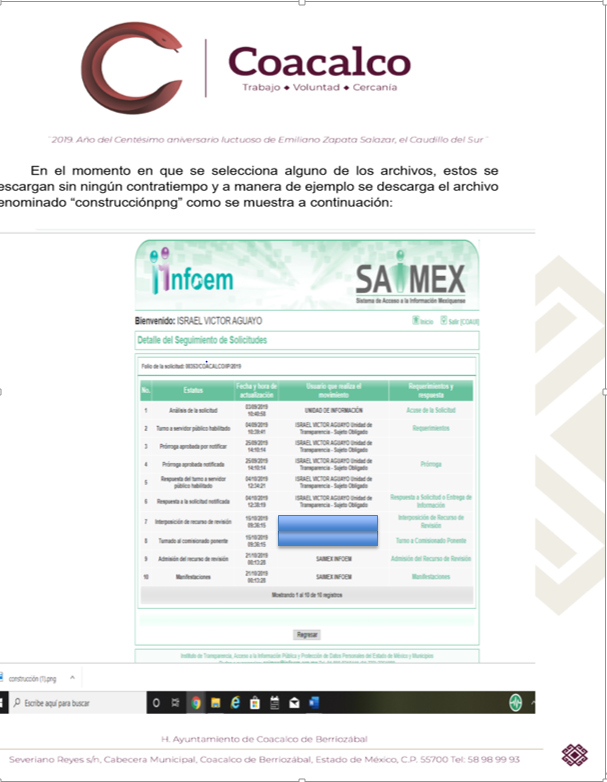 Coacalco
Trabajo ◆ Voluntad ◆ Cercanía
"2019. Año del Centésimo aniversario luctuoso de Emiliano Zapata Salazar, el Caudillo del Sur"
En el momento en que se selecciona alguno de los archivos, estos se
escargan sin ningún contratiempo y a manera de ejemplo se descarga el archivo
enominado “construcciónpng” como se muestra a continuación:
infoem
SAIMEX
Sistema de Acceso a la Información Mexiquense
Bienvenido: ISRAEL VICTOR AGUAYO
Inicio Salir [COAUI]
Detalle del Seguimiento de Solicitudes
Folio de la solicitud: 00353/COACALCO/IP/2019
No. Estatus Fecha y hora de actualización Usuario que realiza el movimiento Requerimientos y respuesta
1 Análisis de la solicitud 03/09/2019 10:40:50 UNIDAD DE INFORMACIÓN Acuse de la Solicitud
2 Turno a servidor público habilitado 04/09/2019 10:39:41 ISRAEL VICTOR AGUAYO Unidad de Transparencia - Sujeto Obligado Requerimientos
3 Prórroga aprobada por notificar 25/09/2019 14:10:14 ISRAEL VICTOR AGUAYO Unidad de Transparencia - Sujeto Obligado
4 Prórroga aprobada notificada 25/09/2019 14:10:14 ISRAEL VICTOR AGUAYO Unidad de Transparencia - Sujeto Obligado Prórroga
5 Respuesta del turno a servidor público habilitado 04/10/2019 12:34:21 ISRAEL VICTOR AGUAYO Unidad de Transparencia - Sujeto Obligado
6 Respuesta a la solicitud notificada 04/10/2019 12:38:19 ISRAEL VICTOR AGUAYO Unidad de Transparencia - Sujeto Obligado Respuesta a Solicitud o Entrega de Información
7 Interposición de recurso de revisión 15/10/2019 09:36:15 Interposición de Recurso de Revisión
8 Turnado al comisionado ponente 15/10/2019 09:36:15 Turno a Comisionado Ponente
9 Admisión del recurso de revisión 21/10/2019 00:13:28 SAIMEX INFOEM Admisión del Recurso de Revisión
10 Manifestaciones 21/10/2019 00:13:28 SAIMEX INFOEM Manifestaciones
Mostrando 1 al 10 de 10 registros
Regresar
Instituto de Transparencia, Acceso a la Información Pública y Protección de Datos Personales del Estado de México y Municipios
construcción (1).png
Escribe aquí para buscar
H. Ayuntamiento de Coacalco de Berriozábal
Severiano Reyes s/n, Cabecera Municipal, Coacalco de Berriozábal, Estado de México, C.P. 55700 Tel: 58 98 99 93